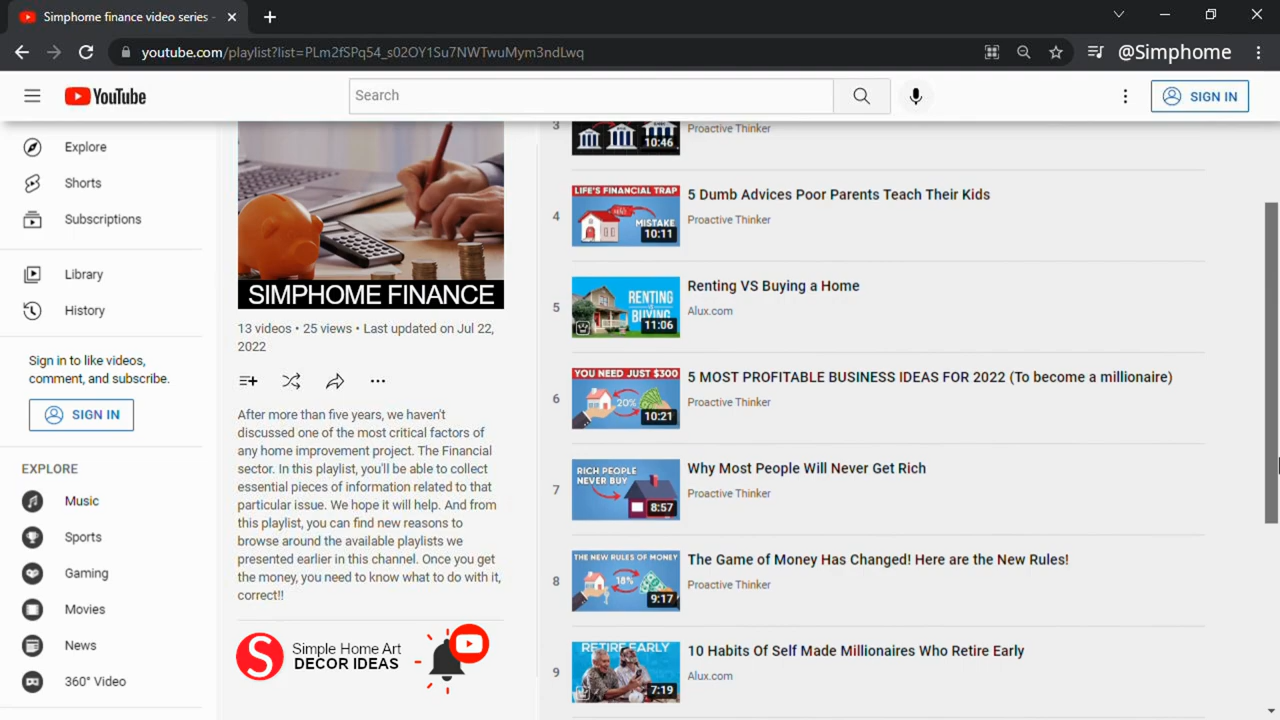 Simphome finance video series -
youtube.com/playlist?list=PLm2fSPq54_s02OY1Su7NWTwuMym3ndLwq
@Simphome
YouTube
Search
SIGN IN
Explore
Shorts
Subscriptions
Library
History
Sign in to like videos,
comment, and subscribe.
SIGN IN
EXPLORE
Music
Sports
Gaming
Movies
News
360° Video
SIMPHOME FINANCE
13 videos • 25 views • Last updated on Jul 22,
2022
After more than five years, we haven't
discussed one of the most critical factors of
any home improvement project. The Financial
sector. In this playlist, you'll be able to collect
essential pieces of information related to that
particular issue. We hope it will help. And from
this playlist, you can find new reasons to
browse around the available playlists we
presented earlier in this channel. Once you get
the money, you need to know what to do with it,
correct!!
S
Simple Home Art
DECOR IDEAS
3
10:46
Proactive Thinker
4
LIFE'S FINANCIAL TRAP
MISTAKE
10:11
5 Dumb Advices Poor Parents Teach Their Kids
Proactive Thinker
5
RENTING
VS
BUYING
11:06
Renting VS Buying a Home
Alux.com
6
YOU NEED JUST $300
20%
10:21
5 MOST PROFITABLE BUSINESS IDEAS FOR 2022 (To become a millionaire)
Proactive Thinker
7
RICH PEOPLE
NEVER BUY
8:57
Why Most People Will Never Get Rich
Proactive Thinker
8
THE NEW RULES OF MONEY
18%
9:17
The Game of Money Has Changed! Here are the New Rules!
Proactive Thinker
9
RETIRE EARLY
7:19
10 Habits Of Self Made Millionaires Who Retire Early
Alux.com